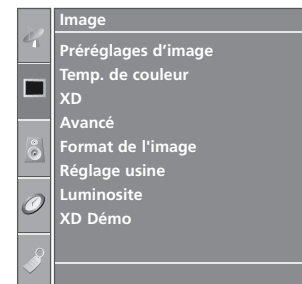 Image
Préréglages d’image
Temp. de couleur
XD
Avancé
Format de l'image
Réglage usine
Luminosite
XD Démo